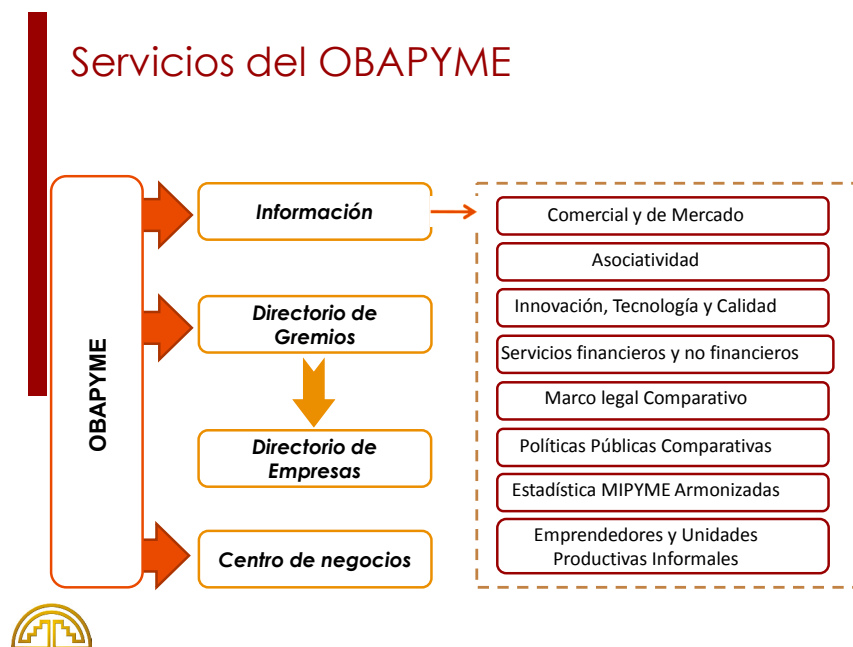 Servicios del OBAPYME
OBAPYME
Información
Directorio de
Gremios
Directorio de
Empresas
Centro de negocios
Comercial y de Mercado
Asociatividad
Innovación, Tecnología y Calidad
Servicios financieros y no financieros
Marco legal Comparativo
Políticas Públicas Comparativas
Estadística MIPYME Armonizadas
Emprendedores y Unidades
Productivas Informales